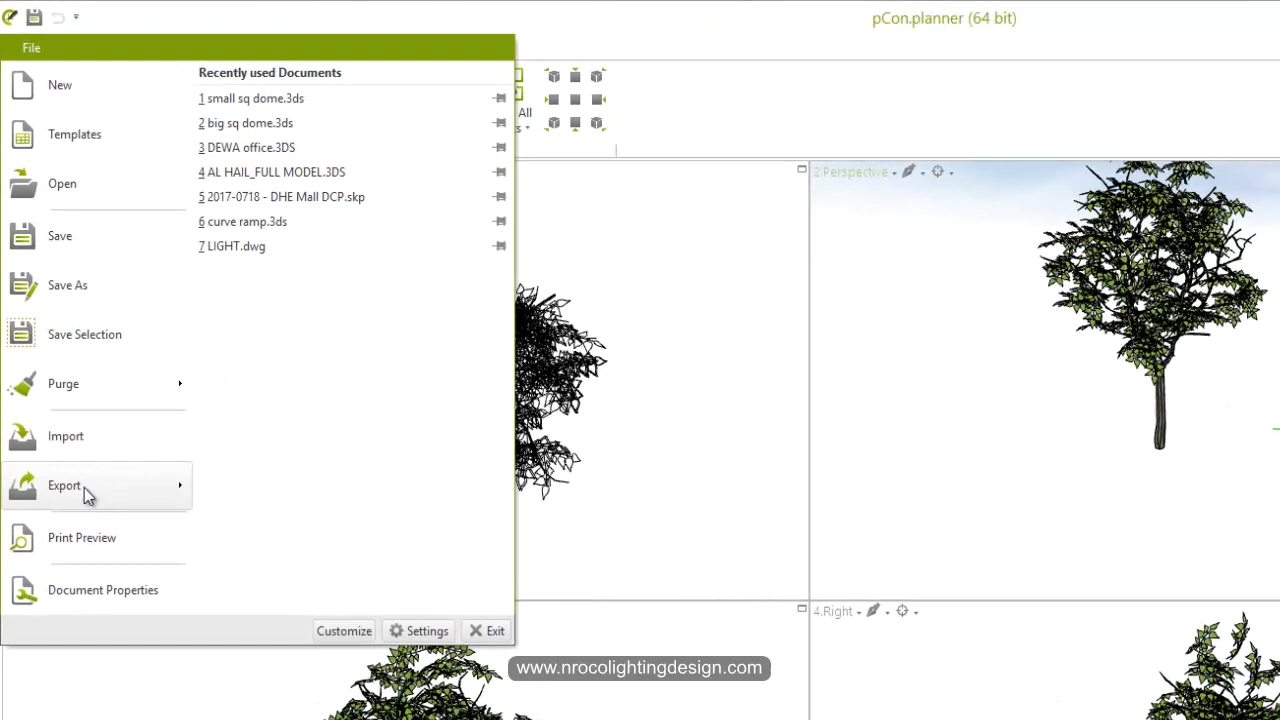 pCon.planner (64 bit)
File
New
Templates
Open
Save
Save As
Save Selection
Purge
Import
Export
Print Preview
Document Properties
Recently used Documents
1 small sq dome.3ds
2 big sq dome.3ds
3 DEWA office.3DS
4 AL HAIL_FULL MODEL.3DS
5 2017-0718 - DHE Mall DCP.skp
6 curve ramp.3ds
7 LIGHT.dwg
Customize
Settings
Exit
All
s
2.Perspective
4.Right
www.nrocolightingdesign.com